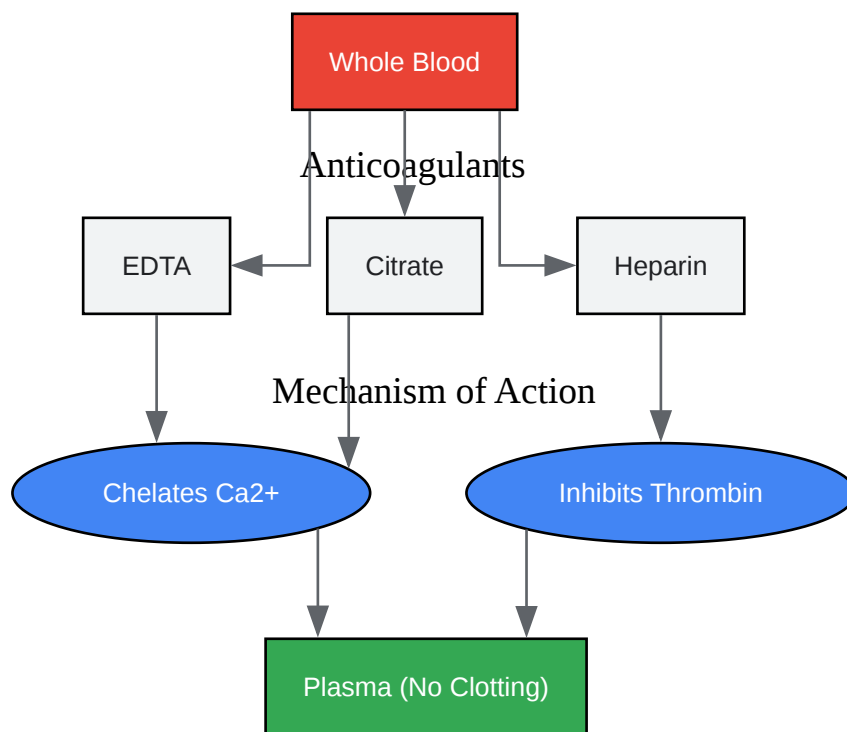 Whole Blood
Anticoagulants
EDTA
Citrate
Heparin
Mechanism of Action
Chelates Ca2+
Inhibits Thrombin
Plasma (No Clotting)